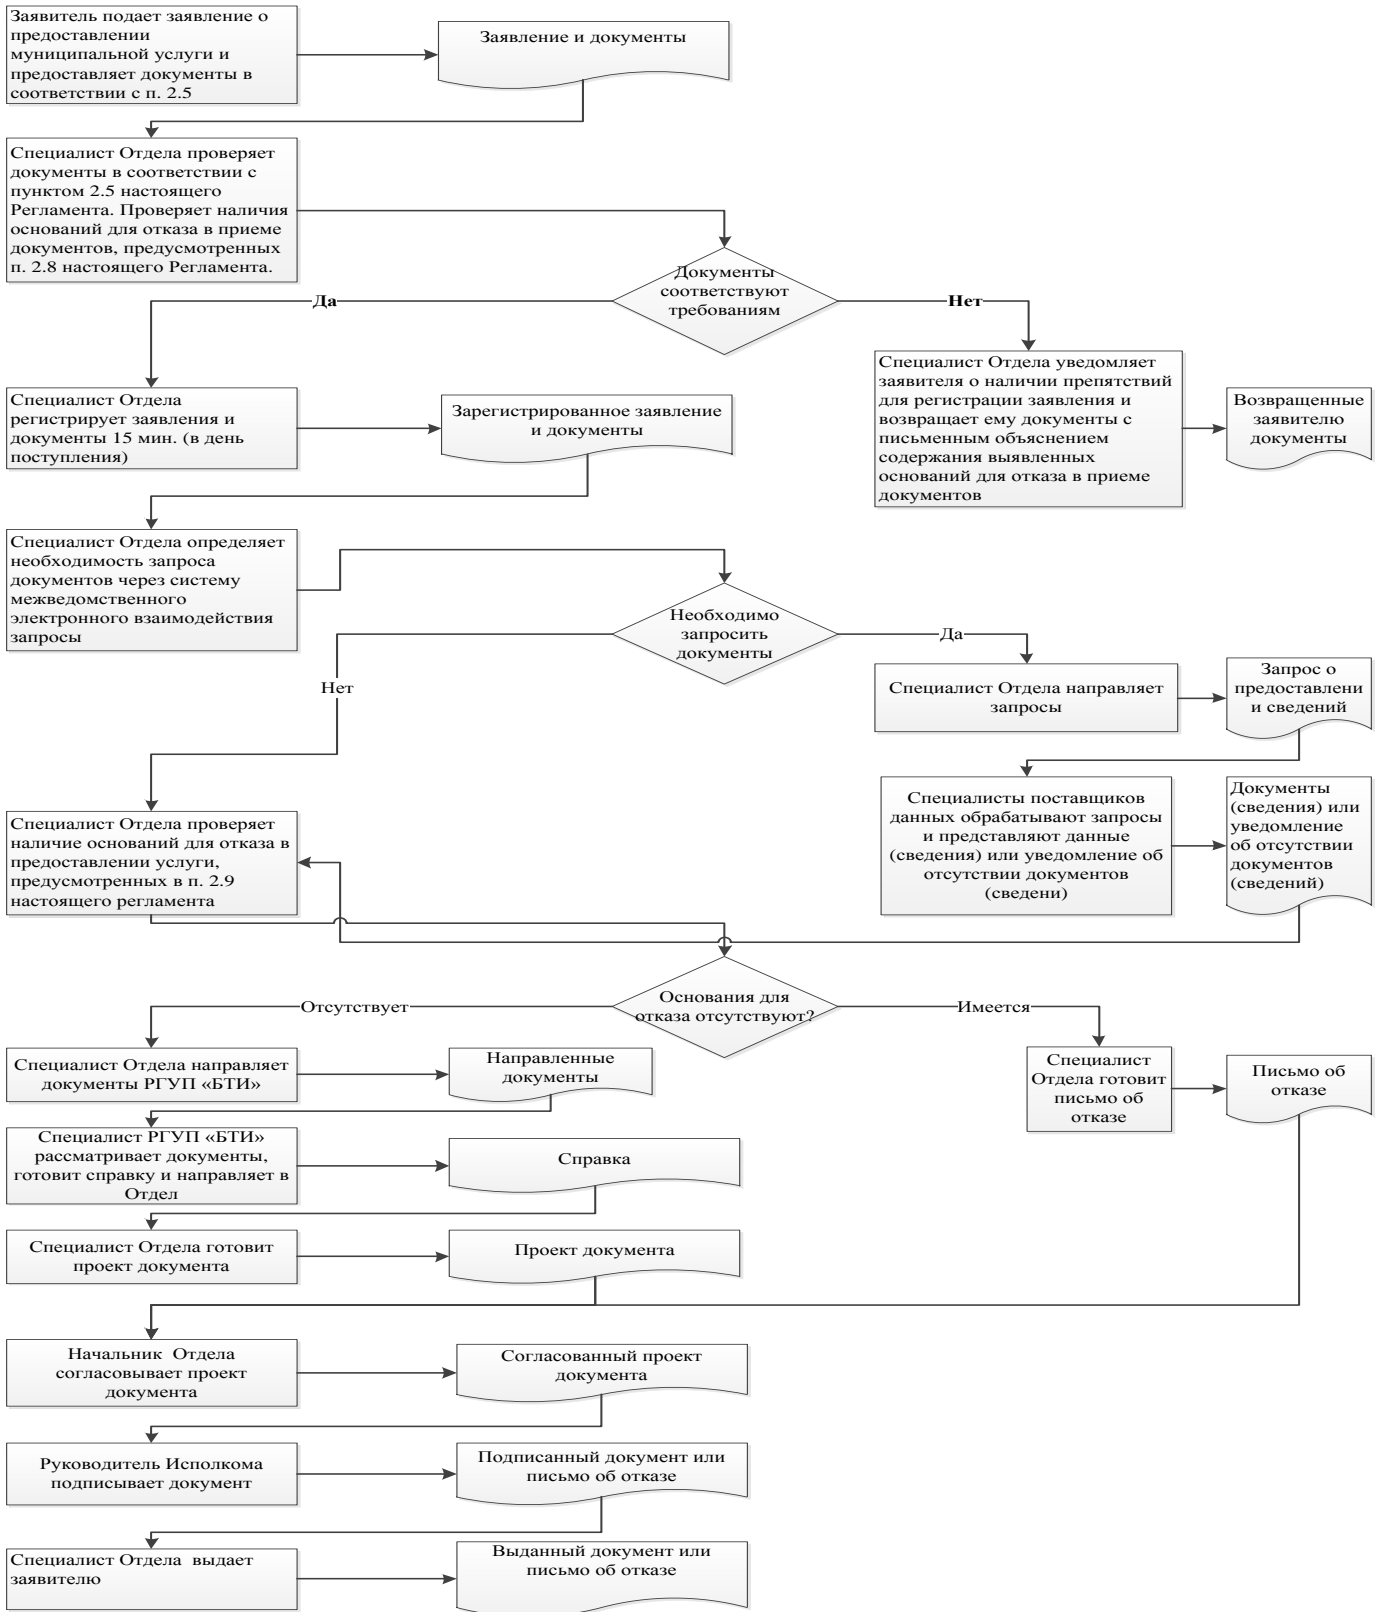 Заявитель подает заявление о
предоставлении
муниципальной услуги и
предоставляет документы в
соответствии с п. 2.5
Заявление и документы
Специалист Отдела проверяет
документы в соответствии с
пунктом 2.5 настоящего
Регламента. Проверяет наличия
оснований для отказа в приеме
документов, предусмотренных
п. 2.8 настоящего Регламента.
Документы
соответствуют
требованиям
Да
Нет
Специалист Отдела
регистрирует заявления и
документы 15 мин. (в день
поступления)
Зарегистрированное заявление
и документы
Специалист Отдела уведомляет
заявителя о наличии препятствий
для регистрации заявления и
возвращает ему документы с
письменным объяснением
содержания выявленных
оснований для отказа в приеме
документов
Возвращенные
заявителю
документы
Специалист Отдела определяет
необходимость запроса
документов через систему
межведомственного
электронного взаимодействия
запросы
Необходимо
запросить
документы
Да
Нет
Специалист Отдела направляет
запросы
Запрос о
предоставлени
и сведений
Специалисты поставщиков
данных обрабатывают запросы
и представляют данные
(сведения) или уведомление об
отсутствии документов
(сведени)
Документы
(сведения) или
уведомление
об отсутствии
документов
(сведений)
Специалист Отдела проверяет
наличие оснований для отказа в
предоставлении услуги,
предусмотренных в п. 2.9
настоящего регламента
Основания для
отказа отсутствуют?
Отсутствует
Имеется
Специалист Отдела направляет
документы РГУП «БТИ»
Направленные
документы
Специалист
Отдела готовит
письмо об
отказе
Письмо об
отказе
Специалист РГУП «БТИ»
рассматривает документы,
готовит справку и направляет в
Отдел
Справка
Специалист Отдела готовит
проект документа
Проект документа
Начальник  Отдела
согласовывает проект
документа
Согласованный проект
документа
Руководитель Исполкома
подписывает документ
Подписанный документ или
письмо об отказе
Специалист Отдела  выдает
заявителю
Выданный документ или
письмо об отказе